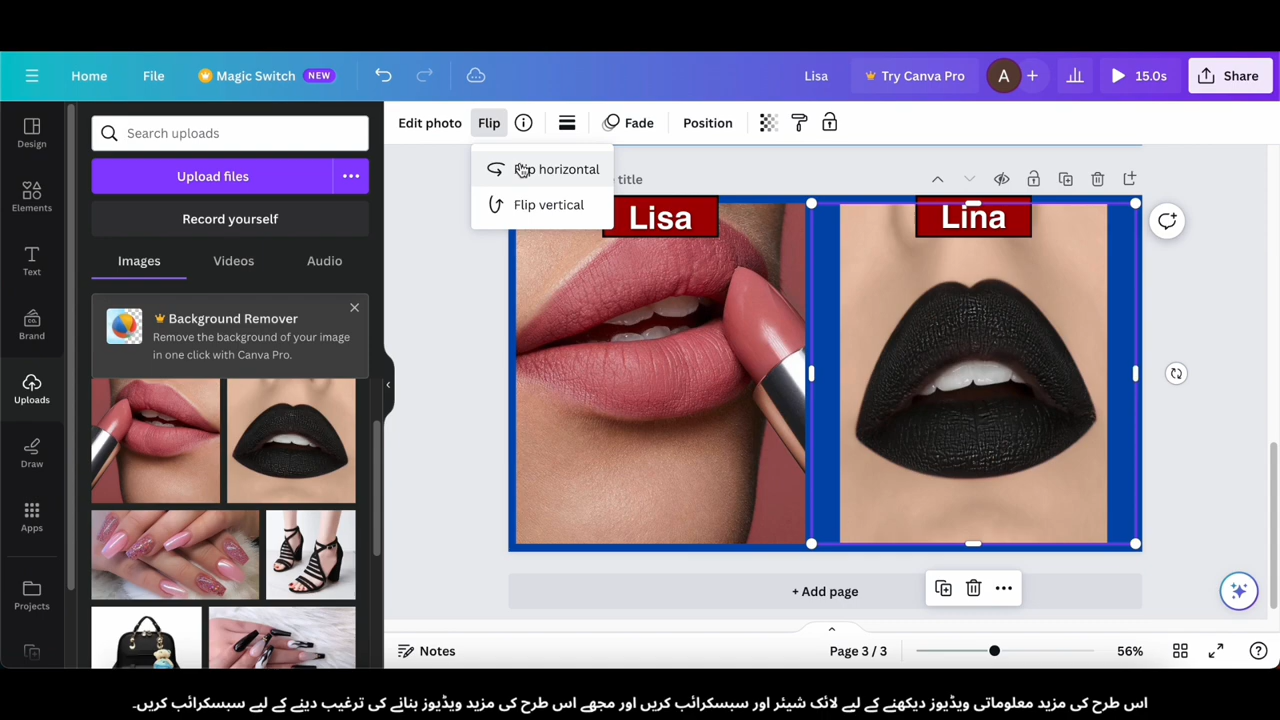 Home
File
Magic Switch NEW
Lisa
Try Canva Pro
A
15.0s
Share
Edit photo
Flip
Fade
Position
Flip horizontal
Flip vertical
Design
Elements
Text
Brand
Uploads
Draw
Apps
Projects
Search uploads
Upload files
Record yourself
Images
Videos
Audio
Background Remover
Remove the background of your image
in one click with Canva Pro.
title
Lisa
Lina
+ Add page
Notes
Page 3 / 3
56%
اس طرح کی مزید معلوماتی ویڈیوز دیکھنے کے لیے لائک شیئر اور سبسکرائب کریں اور مجھے اس طرح کی مزید ویڈیوز بنانے کی ترغیب دینے کے لیے سبسکرائب کریں۔